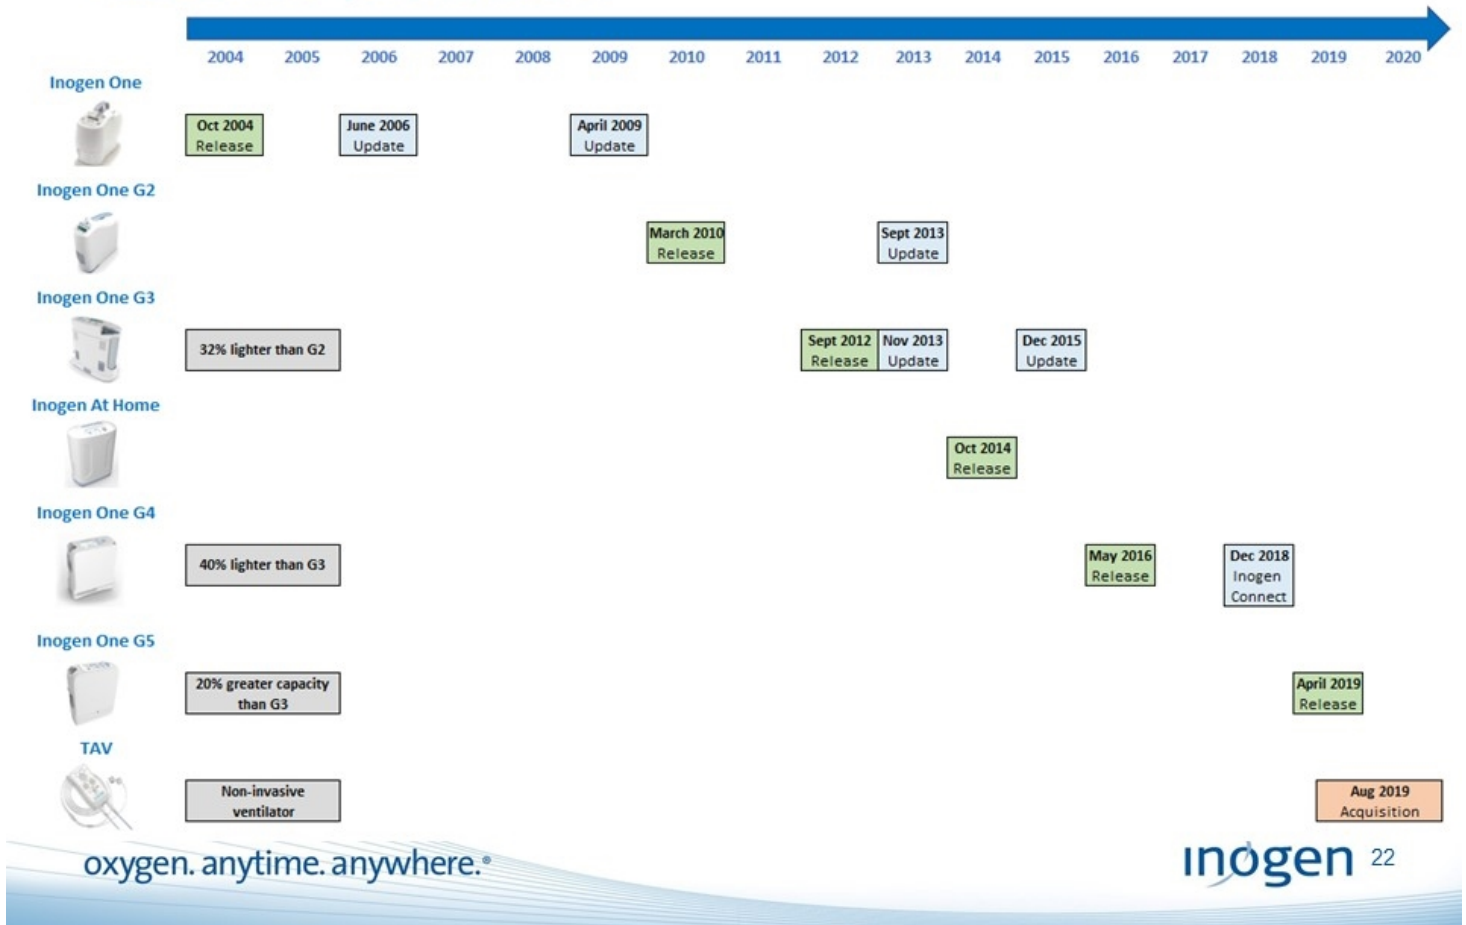 2004 2005 2006 2007 2008 2009 2010 2011 2012 2013 2014 2015 2016 2017 2018 2019 2020
Inogen One
Oct 2004
Release
June 2006
Update
April 2009
Update
Inogen One G2
March 2010
Release
Sept 2013
Update
Inogen One G3
32% lighter than G2
Sept 2012
Release
Nov 2013
Update
Dec 2015
Update
Inogen At Home
Oct 2014
Release
Inogen One G4
40% lighter than G3
May 2016
Release
Dec 2018
Inogen
Connect
Inogen One G5
20% greater capacity
than G3
April 2019
Release
TAV
Non-invasive
ventilator
Aug 2019
Acquisition
oxygen. anytime. anywhere.®
inogen
22